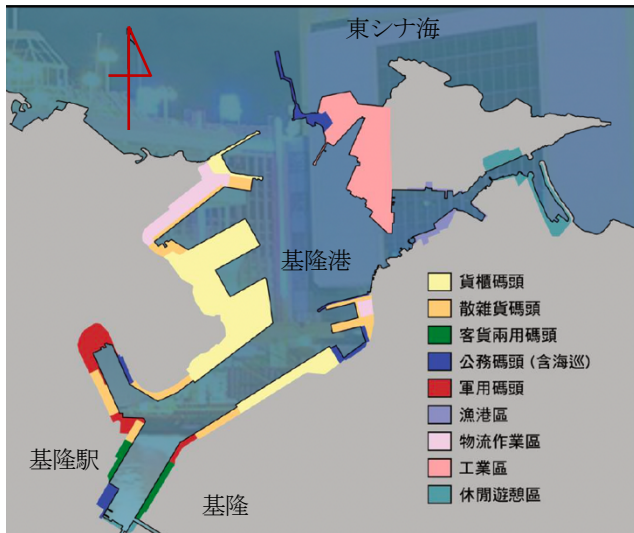 東シナ海
基隆港
貨櫃碼頭
散雜貨碼頭
客貨兩用碼頭
公務碼頭 (含海巡)
軍用碼頭
漁港區
物流作業區
工業區
休閒遊憩區
基隆駅
基隆